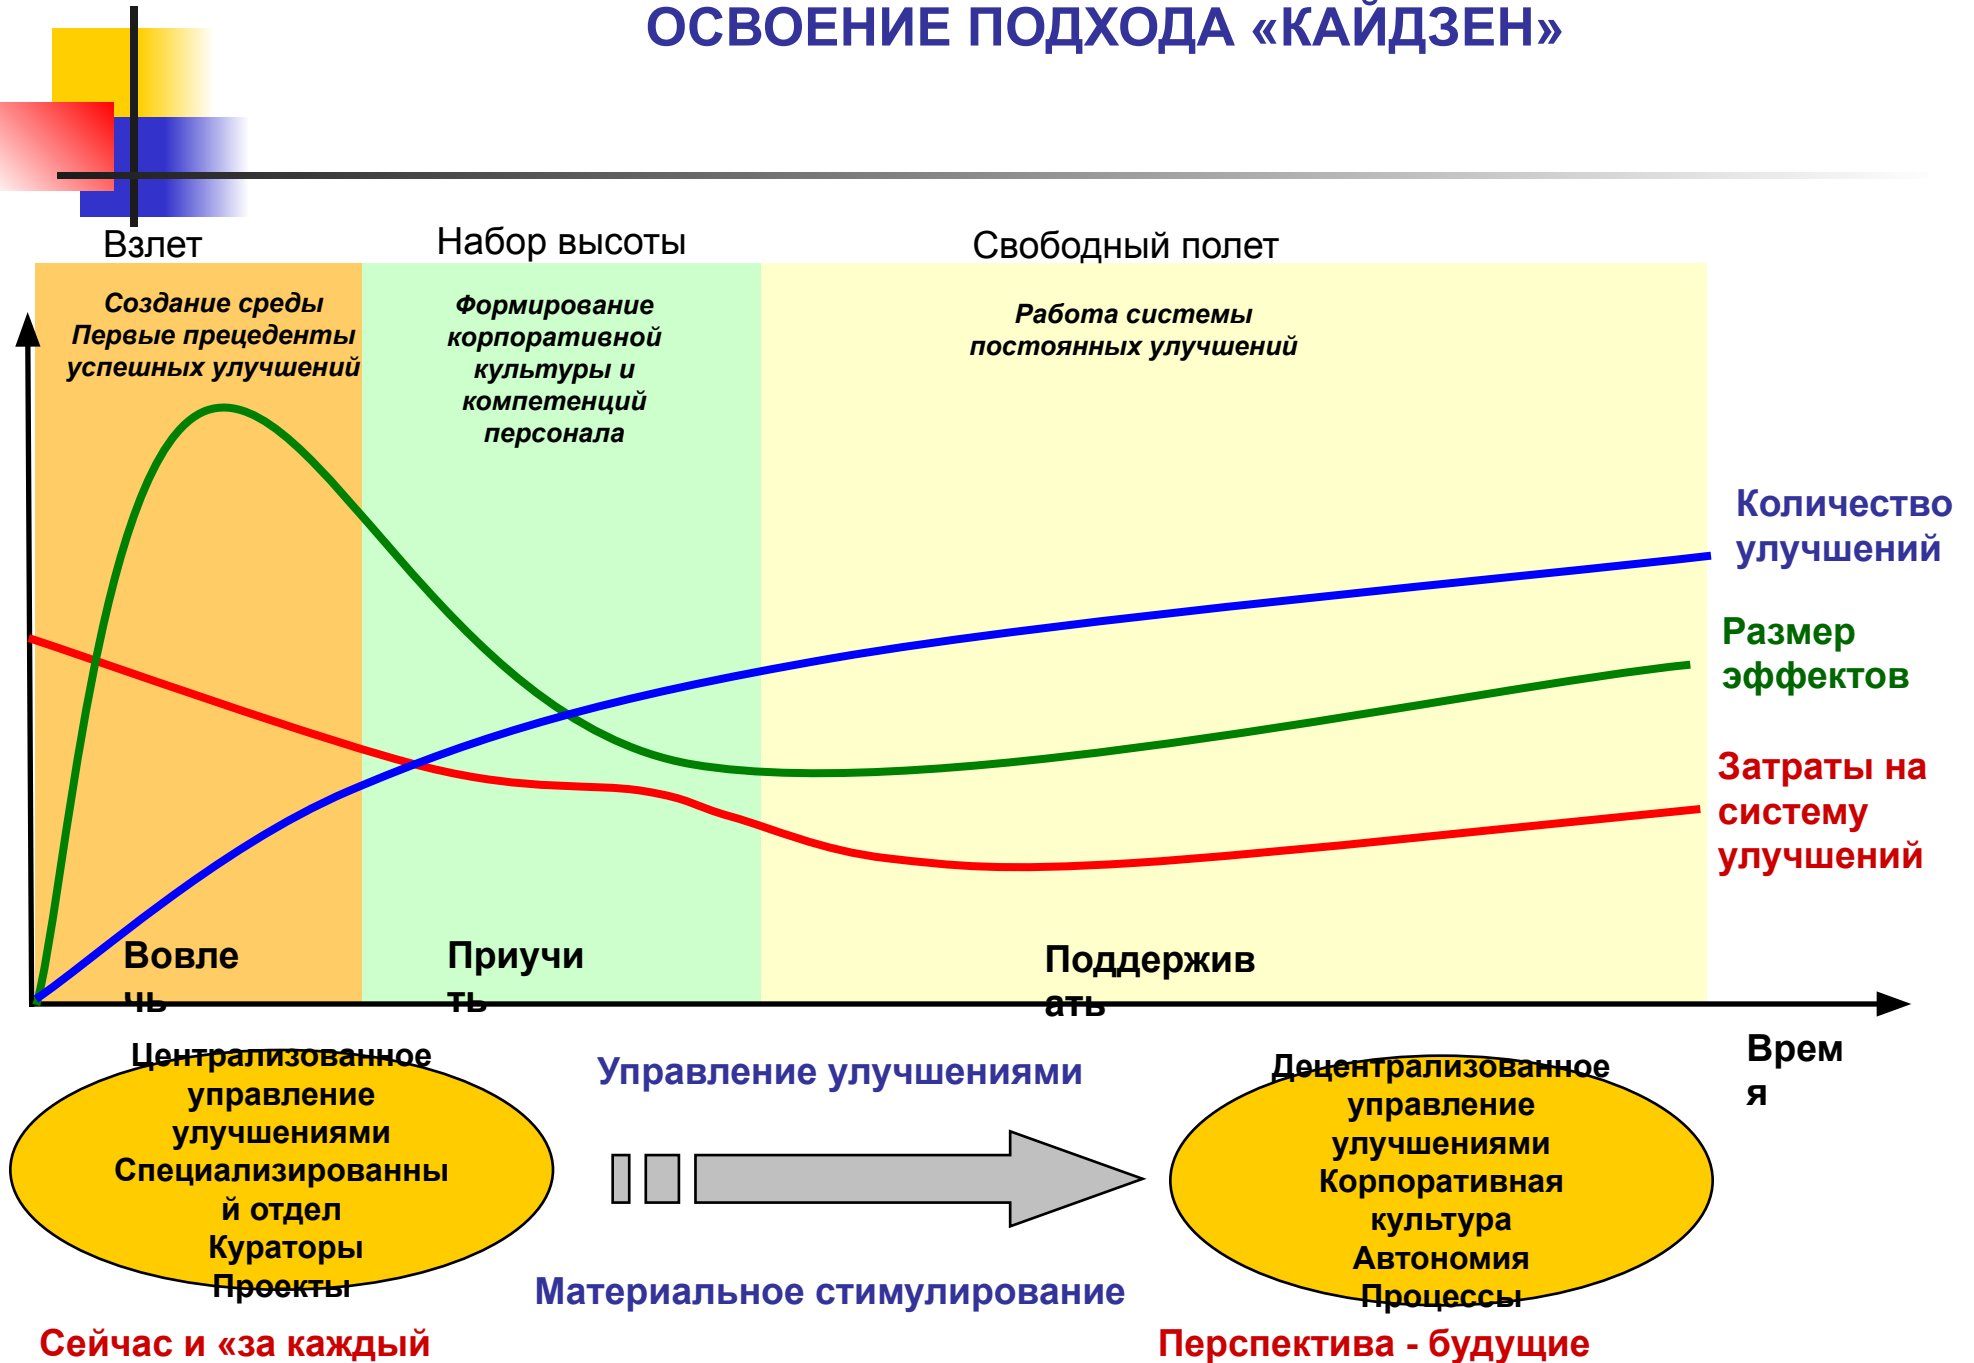 ОСВОЕНИЕ ПОДХОДА «КАЙДЗЕН»
Взлет
Набор высоты
Свободный полет
Создание среды
Первые прецеденты
успешных улучшений
Формирование
корпоративной
культуры и
компетенций
персонала
Работа системы
постоянных улучшений
Количество
улучшений
Размер
эффектов
Затраты на
систему
улучшений
Вовле
чь
Приучи
ть
Поддержив
ать
Врем
я
Централизованное
управление
улучшениями
Специализированны
й отдел
Кураторы
Проекты
Управление улучшениями
Материальное стимулирование
Децентрализованное
управление
улучшениями
Корпоративная
культура
Автономия
Процессы
Сейчас и «за каждый
Перспектива - будущие